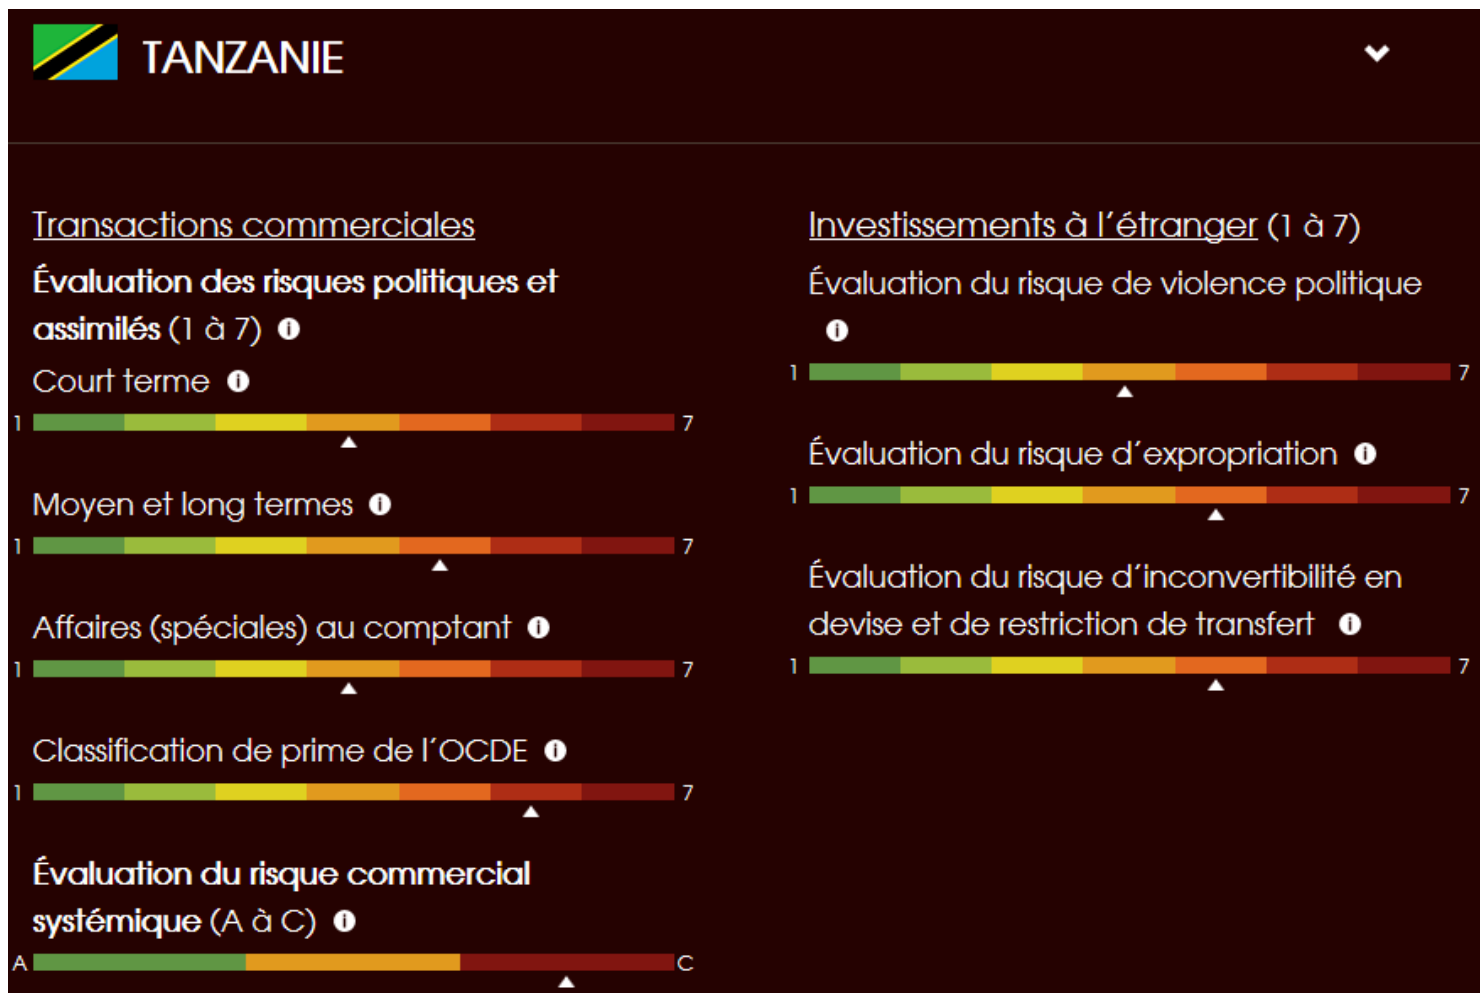 TANZANIE
Transactions commerciales
Évaluation des risques politiques et
assimilés (1 à 7)
Court terme
1 7
Moyen et long termes
1 7
Affaires (spéciales) au comptant
1 7
Classification de prime de l´OCDE
1 7
Évaluation du risque commercial
systémique (A à C)
A C
Investissements à l´étranger (1 à 7)
Évaluation du risque de violence politique
1 7
Évaluation du risque d´expropriation
1 7
Évaluation du risque d´inconvertibilité en
devise et de restriction de transfert
1 7